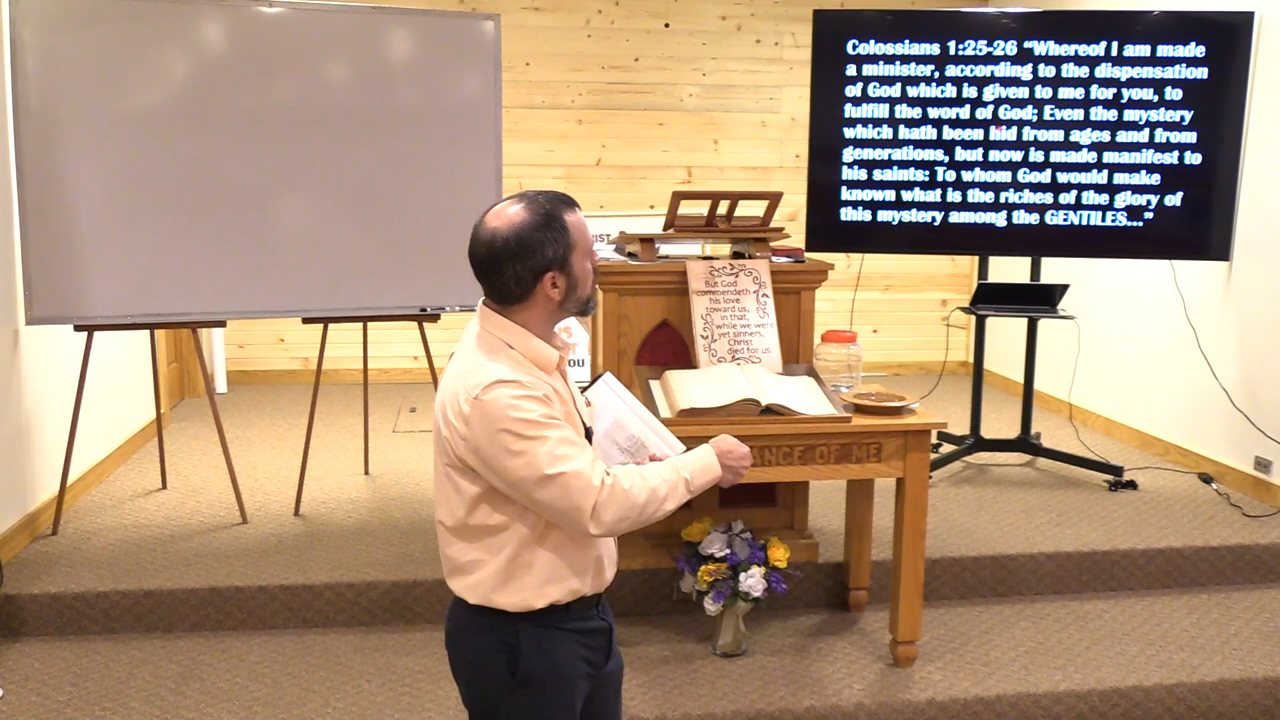 Colossians 1:25-26 “Whereof I am made
a minister, according to the dispensation
of God which is given to me for you, to
fulfill the word of God; Even the mystery
which hath been hid from ages and from
generations, but now is made manifest to
his saints: To whom God would make
known what is the riches of the glory of
this mystery among the GENTILES...”
RIST
But God
commendeth
his love
toward us,
in that,
while we were
yet sinners,
Christ
died for us.
OU
ANCE OF ME